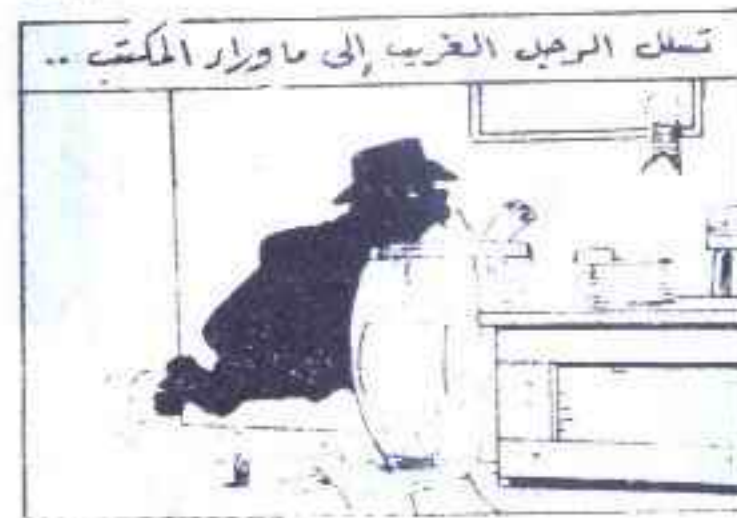 تسلل الرجل الغريب إلى ما وراء المكتب ..